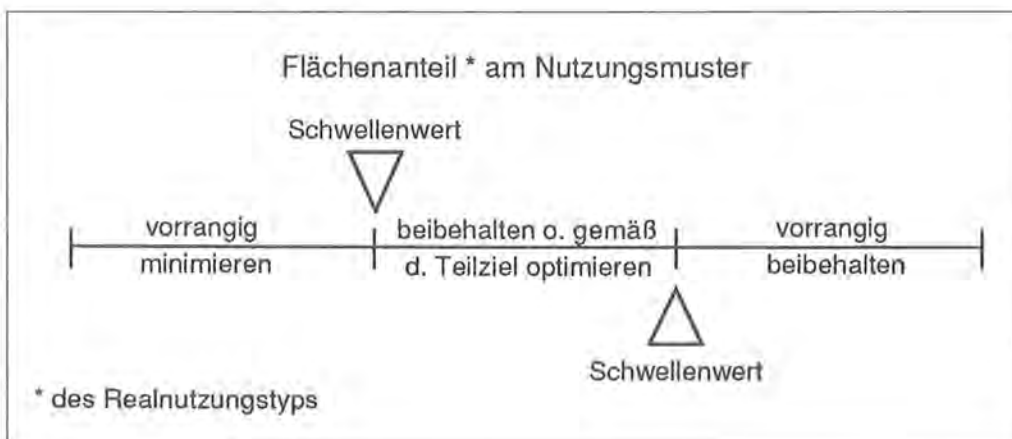 Flächenanteil * am Nutzungsmuster
Schwellenwert
vorrangig beibehalten o. gemäß vorrangig
minimieren d. Teilziel optimieren beibehalten
Schwellenwert
* des Realnutzungstyps